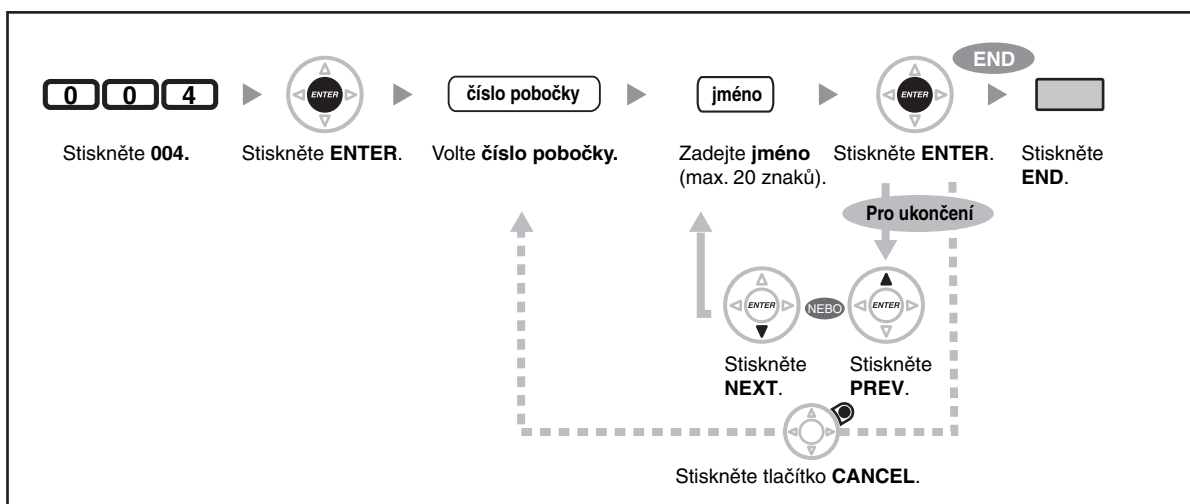 END
0 0 4
ENTER
číslo pobočky
jméno
ENTER
Stiskněte 004.
Stiskněte ENTER.
Volte číslo pobočky.
Zadejte jméno
(max. 20 znaků).
Stiskněte ENTER.
Stiskněte
END.
Pro ukončení
ENTER
NEBO
ENTER
Stiskněte
NEXT.
Stiskněte
PREV.
Stiskněte tlačítko CANCEL.